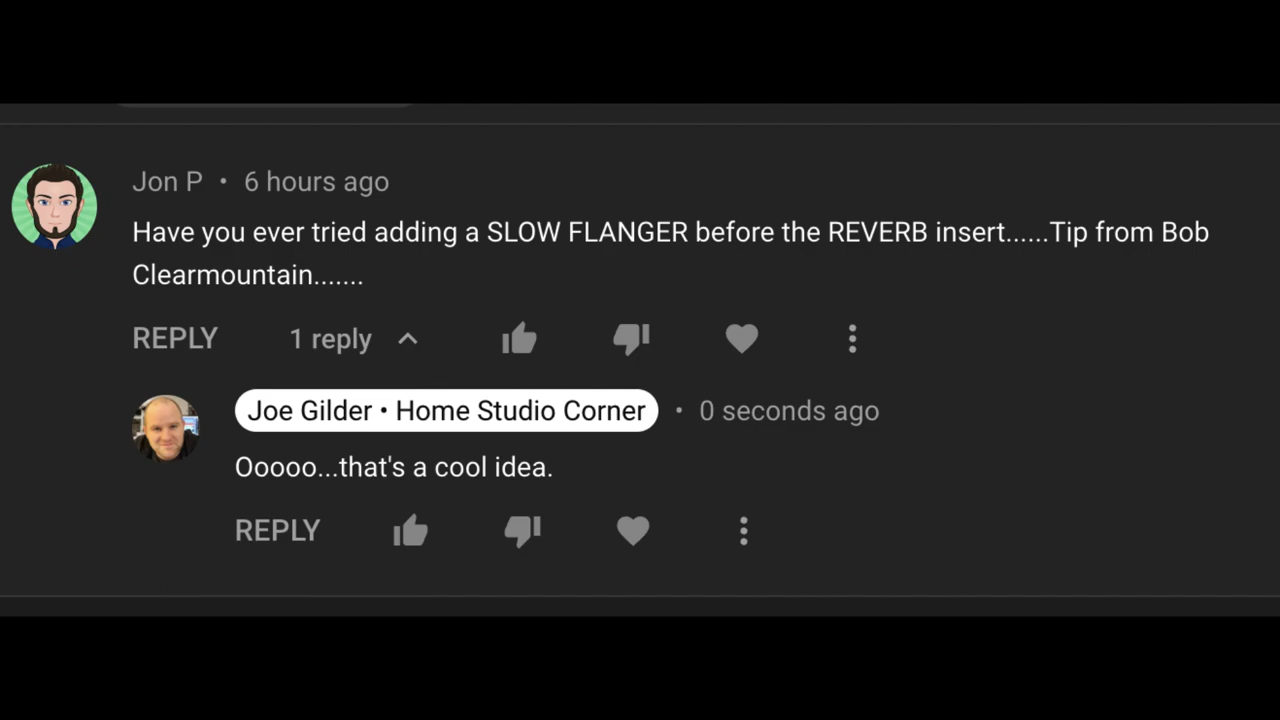 Jon P • 6 hours ago
Have you ever tried adding a SLOW FLANGER before the REVERB insert......Tip from Bob
Clearmountain.......
REPLY 1 reply
Joe Gilder • Home Studio Corner • 0 seconds ago
Ooooo...that's a cool idea.
REPLY